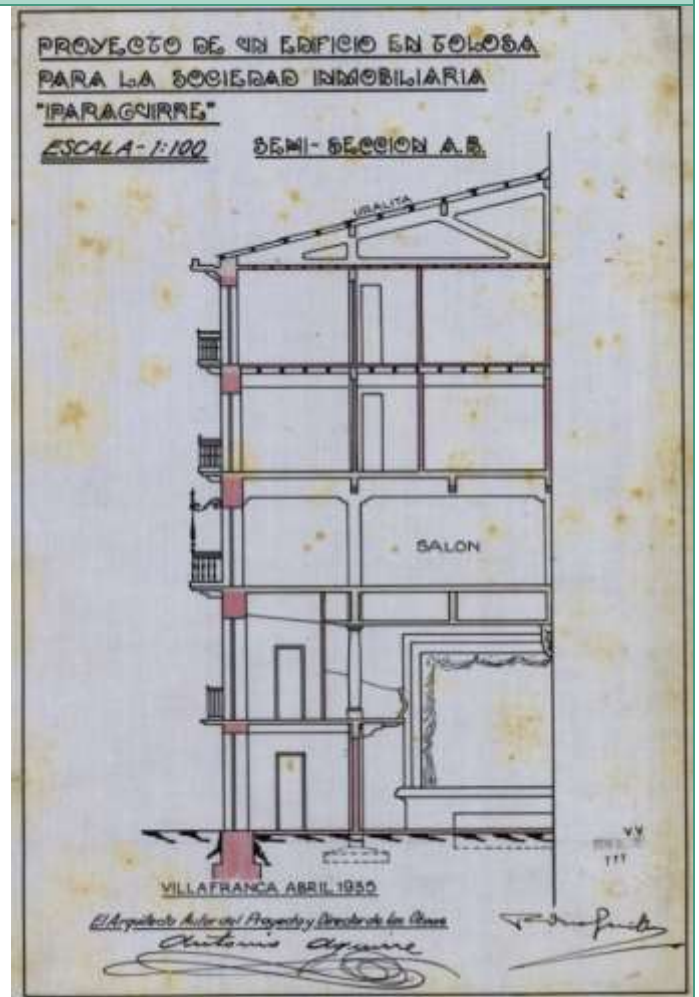 PROYECTO DE UN EDIFICIO EN TOLOSA
PARA LA SOCIEDAD INMOBILIARIA
"IPARAGUIRRE"
ESCALA - 1:100 SEMI-SECCION A.B.
URALITA
SALON
V.V
VILLAFRANCA ABRIL 1935
El Arquitecto Autor del Proyecto y Director de las Obras
Antonio Aguirre